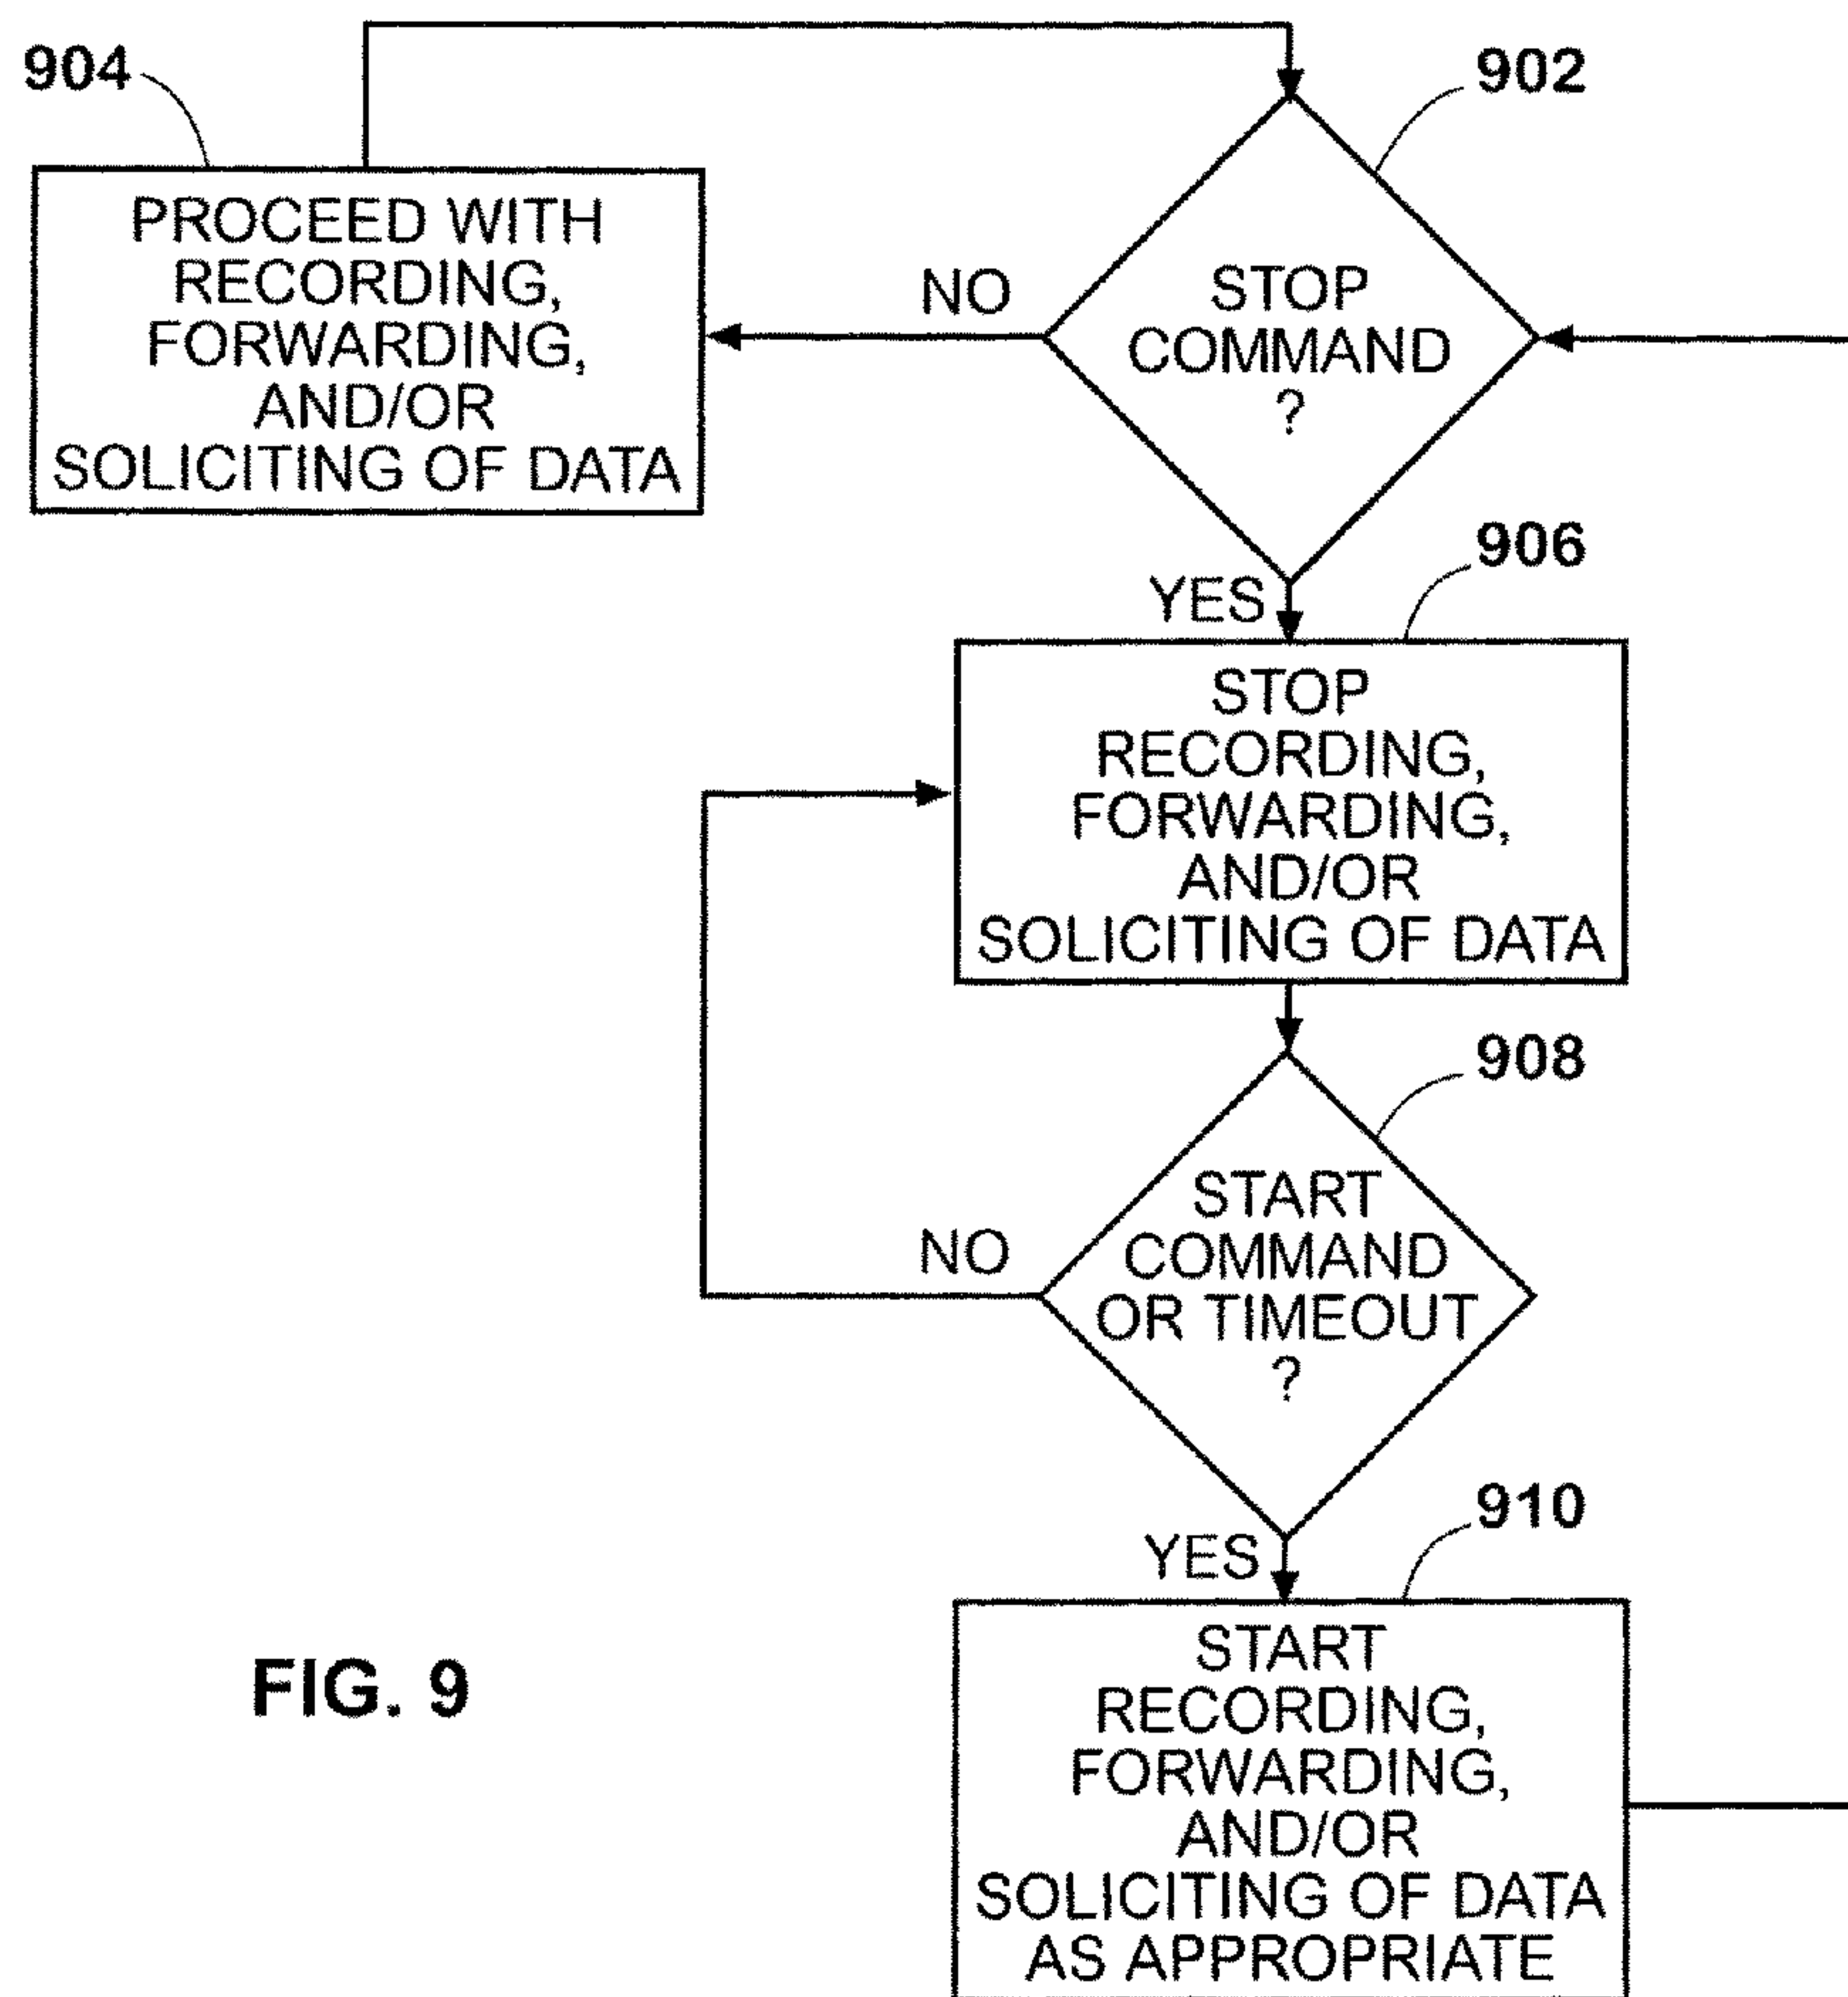 904
902
PROCEED WITH
RECORDING,
FORWARDING,
AND/OR
SOLICITING OF DATA
NO
STOP
COMMAND
?
906
YES
STOP
RECORDING,
FORWARDING,
AND/OR
SOLICITING OF DATA
908
NO
START
COMMAND
OR TIMEOUT
?
910
YES
START
RECORDING,
FORWARDING,
AND/OR
SOLICITING OF DATA
AS APPROPRIATE
FIG. 9